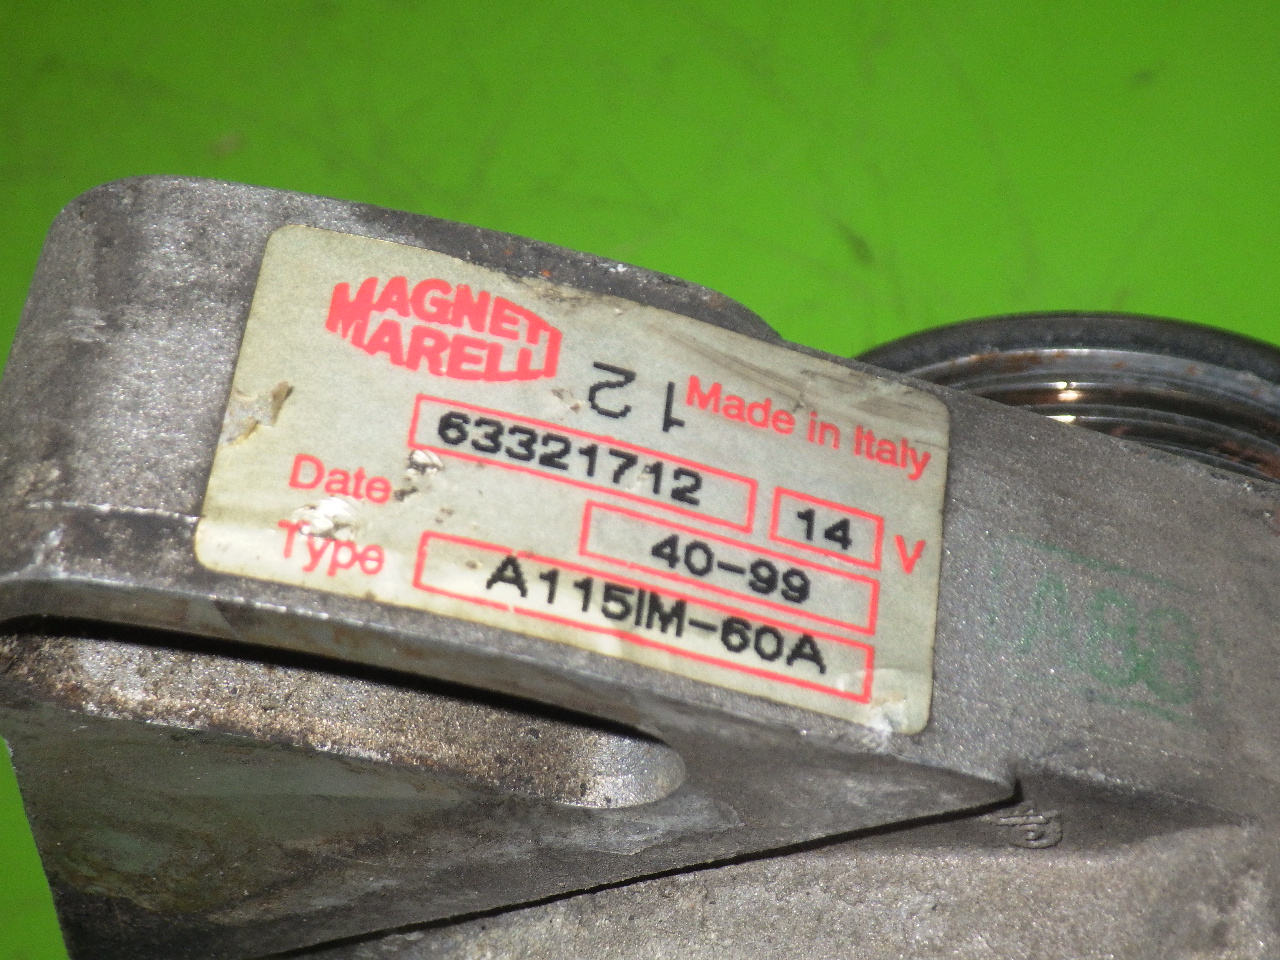 MAGNETI
MARELLI
12
Made in Italy
63321712
14 V
Date 40-99
Type A115IM-60A